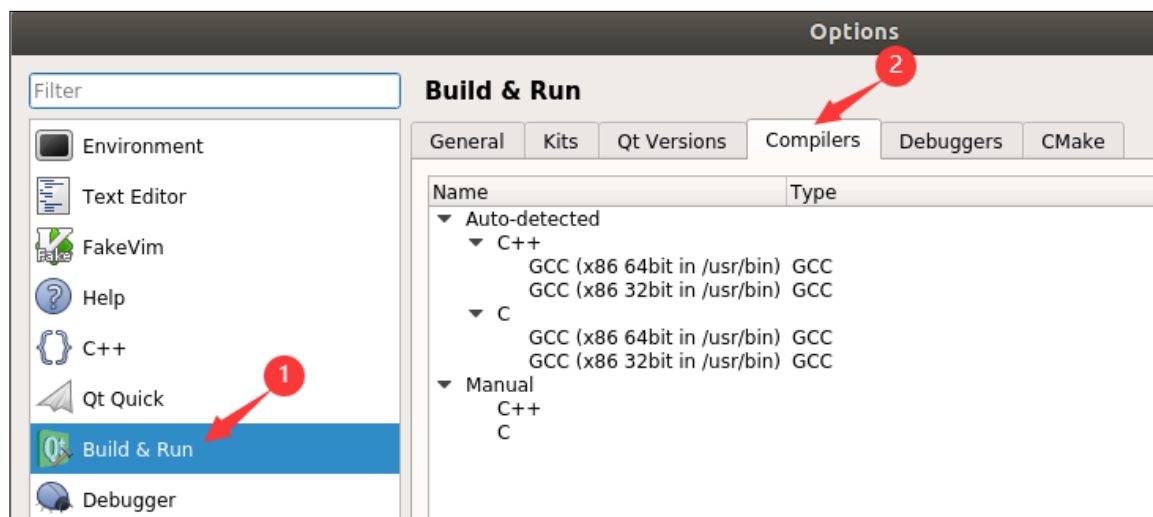 Options
2
Filter
Build & Run
General Kits Qt Versions Compilers Debuggers CMake
Environment
Text Editor
FakeVim
Help
C++
Qt Quick
1
Build & Run
Debugger
Name Type
Auto-detected
C++
GCC (x86 64bit in /usr/bin) GCC
GCC (x86 32bit in /usr/bin) GCC
C
GCC (x86 64bit in /usr/bin) GCC
GCC (x86 32bit in /usr/bin) GCC
Manual
C++
C